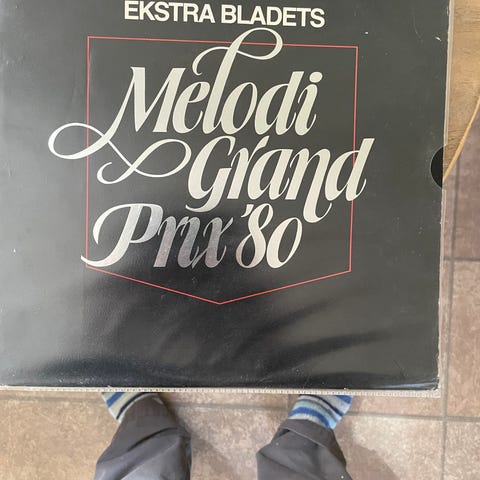 EKSTRA BLADETS
Melodi
Grand
Prix '80